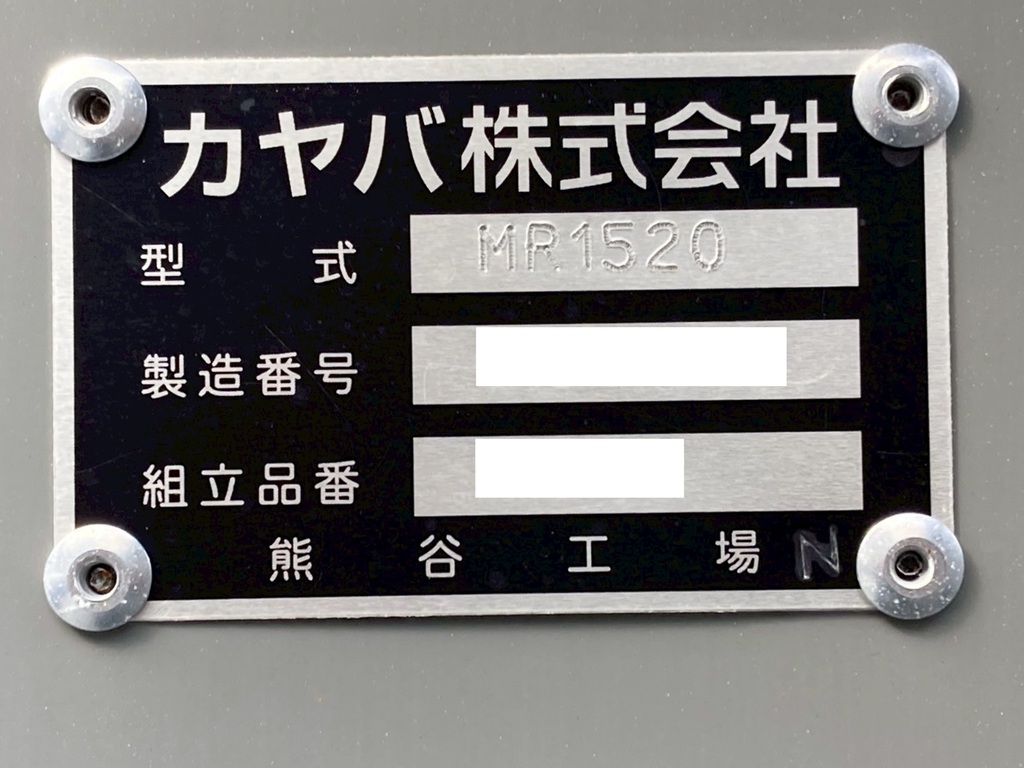 カヤバ株式会社
型式 MR1520
製造番号
組立品番
熊谷工場 N